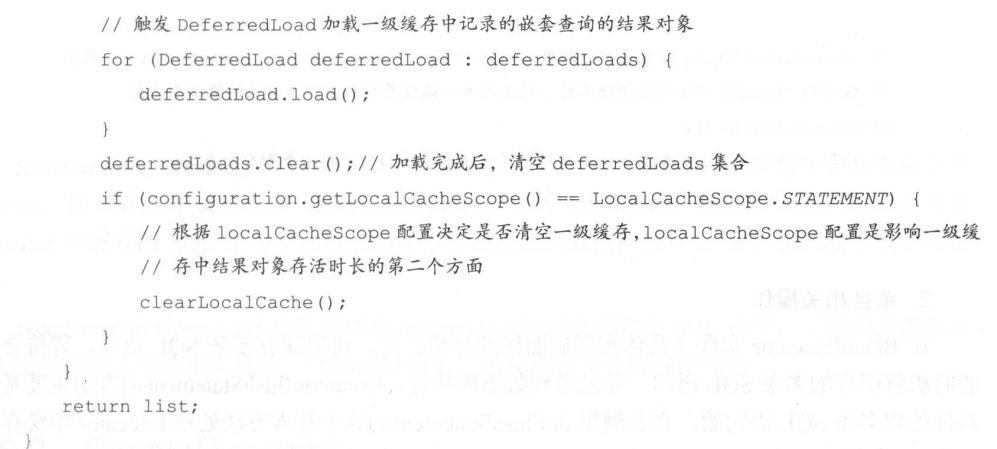 // 触发 DeferredLoad 加载一级缓存中记录的嵌套查询的结果对象
for (DeferredLoad deferredLoad : deferredLoads) {
deferredLoad.load();
}
deferredLoads.clear();// 加载完成后, 清空 deferredLoads 集合
if (configuration.getLocalCacheScope() == LocalCacheScope.STATEMENT) {
// 根据 localCacheScope 配置决定是否清空一级缓存,localCacheScope 配置是影响一级缓
// 存中结果对象存活时长的第二个方面
clearLocalCache();
}
}
return list;
}